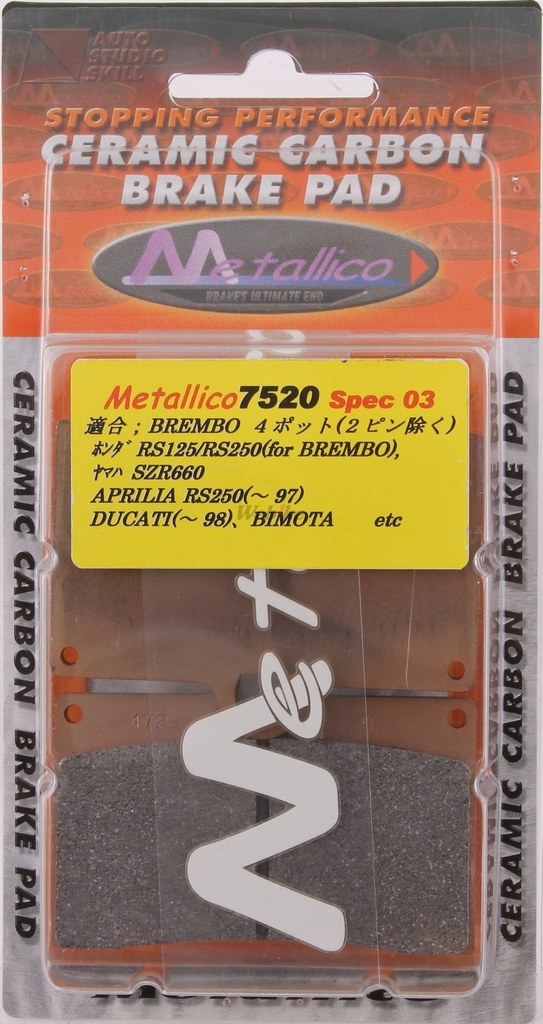 AUTO
STUDIO
SKILL
STOPPING PERFORMANCE
CERAMIC CARBON
BRAKE PAD
Metallico
BRAKE'S ULTIMATE END
Metallico7520 Spec 03
適合；BREMBO ４ポット(２ピン除く)
ﾎﾝﾀﾞ RS125/RS250(for BREMBO),
ﾔﾏﾊ SZR660
APRILIA RS250(～97)
DUCATI(～98)、BIMOTA etc
CERAMIC CARBON BRAKE PAD
CERAMIC CARBON BRAKE PAD
Met